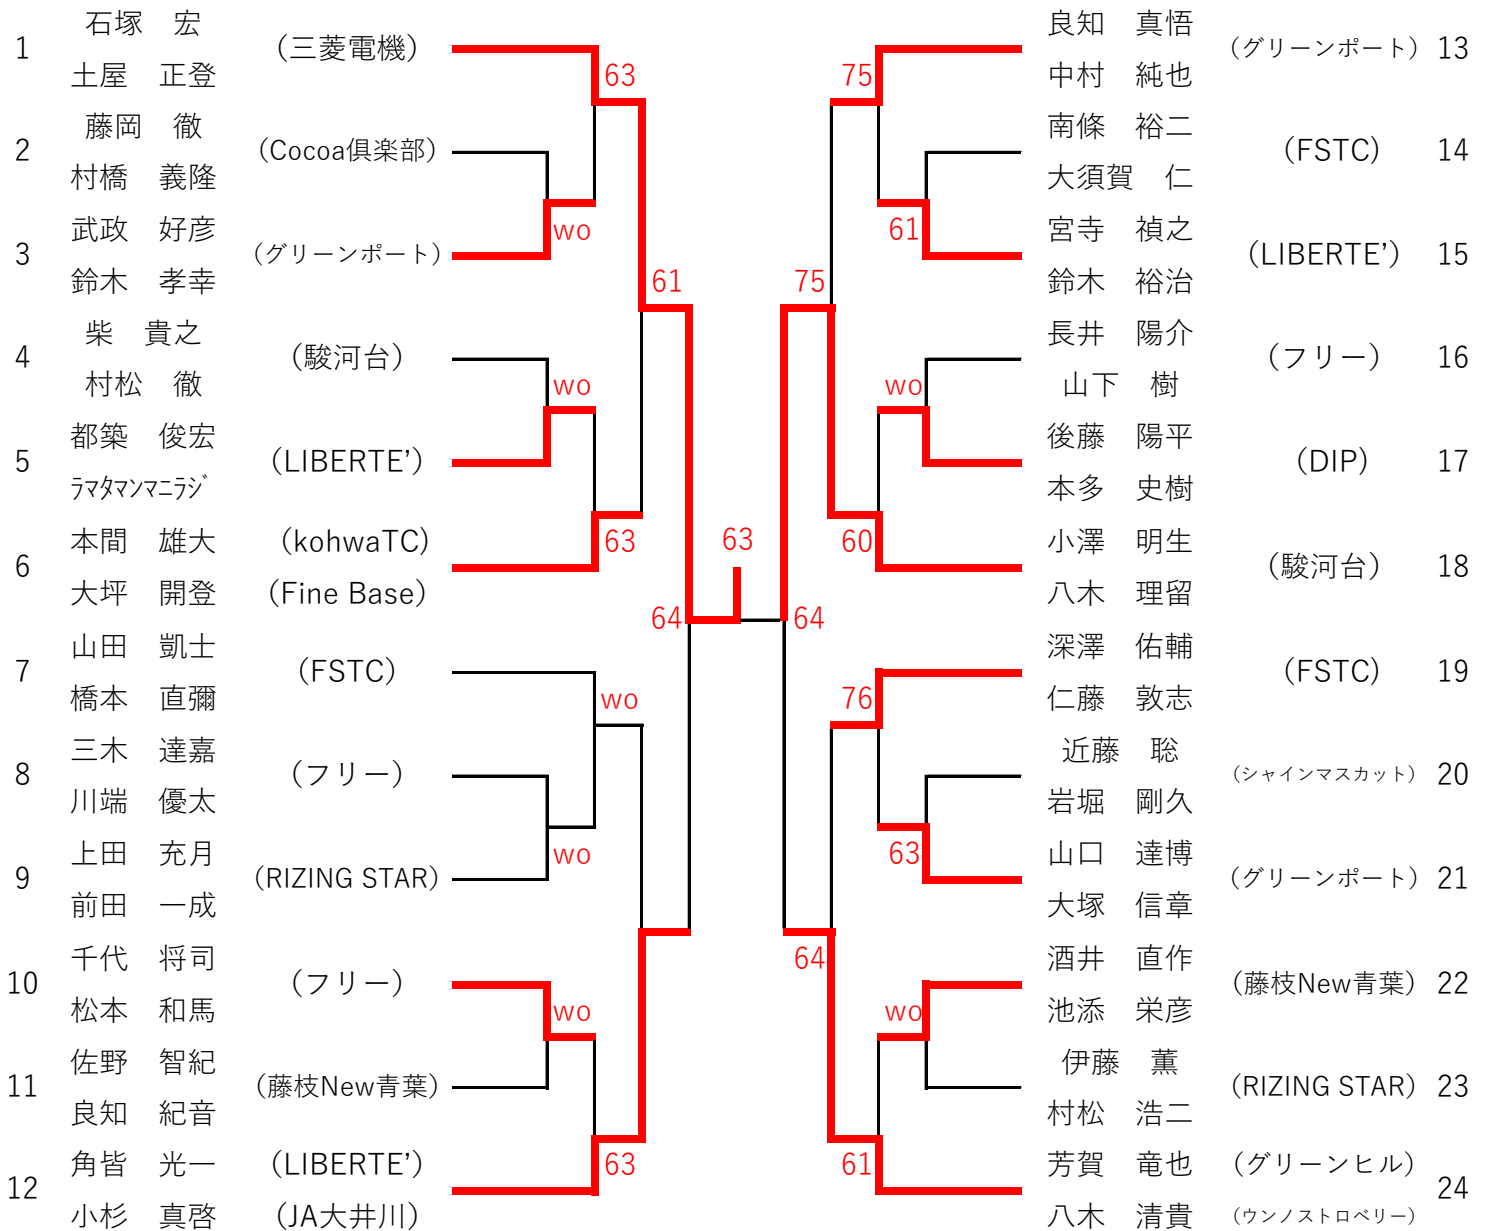 1 石塚 宏 (三菱電機)
土屋 正登
63
2 藤岡 徹 (Cocoa倶楽部)
村橋 義隆
wo
3 武政 好彦 (グリーンポート)
鈴木 孝幸
61
4 柴 貴之 (駿河台)
村松 徹
wo
5 都築 俊宏 (LIBERTE’)
ﾗﾏﾀﾏﾝﾏﾆﾗｼﾞ
63
6 本間 雄大 (kohwaTC)
大坪 開登 (Fine Base)
64
7 山田 凱士 (FSTC)
橋本 直彌
wo
8 三木 達嘉 (フリー)
川端 優太
wo
9 上田 充月 (RIZING STAR)
前田 一成
10 千代 将司 (フリー)
松本 和馬
wo
11 佐野 智紀 (藤枝New青葉)
良知 紀音
63
12 角皆 光一 (LIBERTE’)
小杉 真啓 (JA大井川)
63
良知 真悟 (グリーンポート) 13
中村 純也
75
南條 裕二 (FSTC) 14
大須賀 仁
61
宮寺 禎之 (LIBERTE’) 15
鈴木 裕治
75
長井 陽介 (フリー) 16
山下 樹
wo
後藤 陽平 (DIP) 17
本多 史樹
60
小澤 明生 (駿河台) 18
八木 理留
64
深澤 佑輔 (FSTC) 19
仁藤 敦志
76
近藤 聡 (シャインマスカット) 20
岩堀 剛久
63
山口 達博 (グリーンポート) 21
大塚 信章
64
酒井 直作 (藤枝New青葉) 22
池添 栄彦
wo
伊藤 薫 (RIZING STAR) 23
村松 浩二
61
芳賀 竜也 (グリーンヒル) 24
八木 清貴 (ウンノストロベリー)